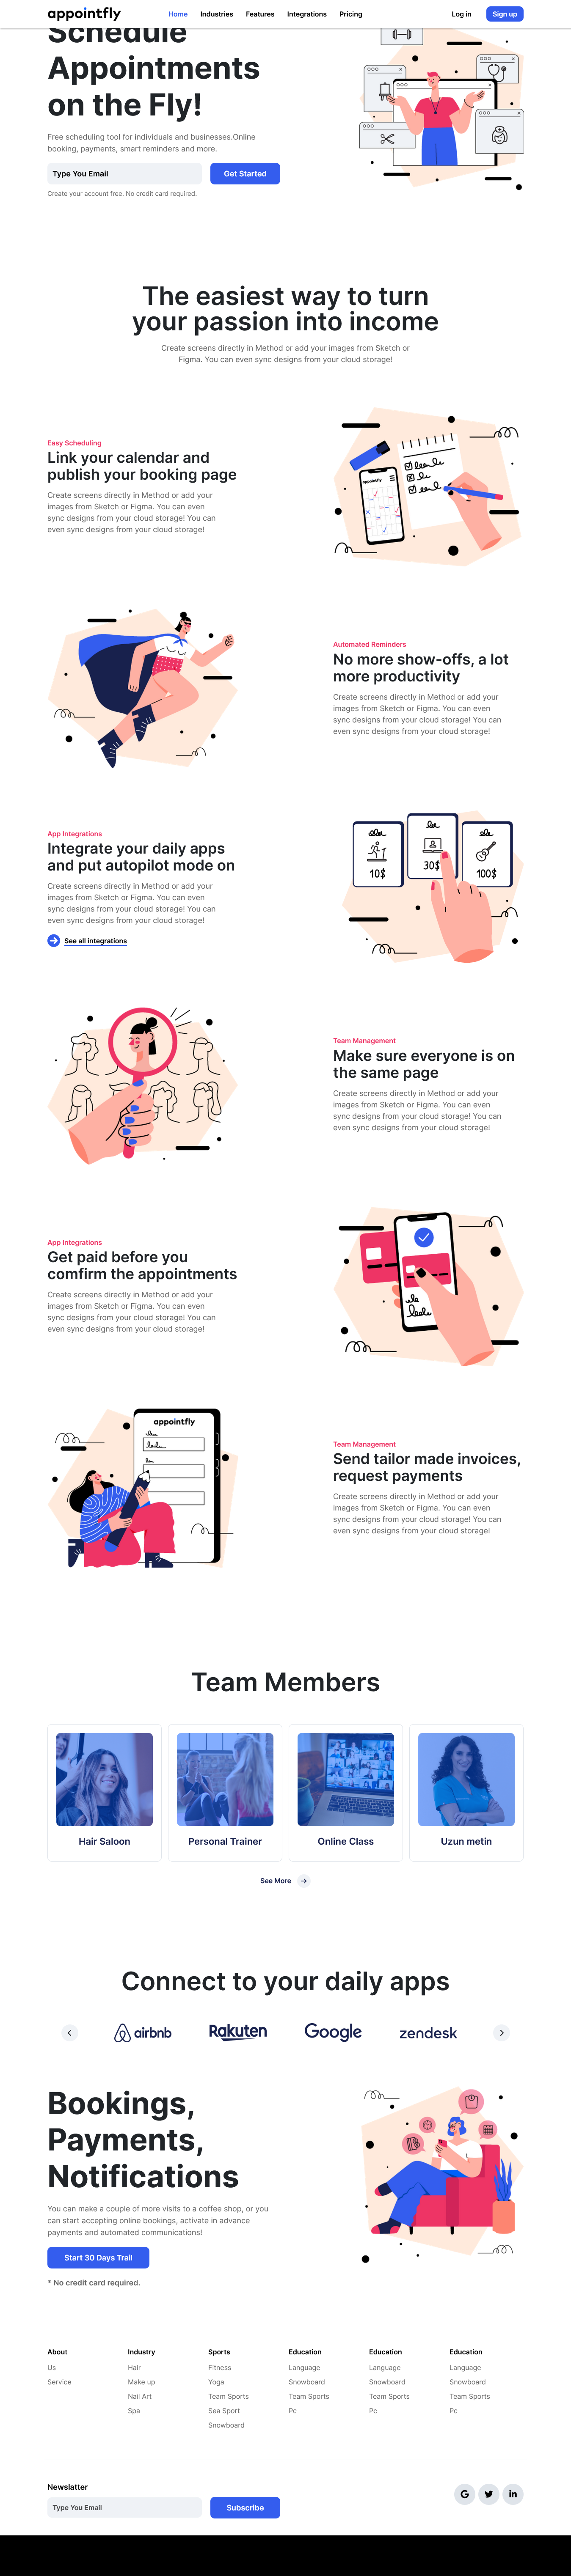 appointfly
Home
Industries
Features
Integrations
Pricing
Log in
Sign up
Schedule
Appointments
on the Fly!
Free scheduling tool for individuals and businesses.Online
booking, payments, smart reminders and more.
Type You Email
Get Started
Create your account free. No credit card required.
The easiest way to turn
your passion into income
Create screens directly in Method or add your images from Sketch or
Figma. You can even sync designs from your cloud storage!
Easy Scheduling
Link your calendar and
publish your booking page
Create screens directly in Method or add your
images from Sketch or Figma. You can even
sync designs from your cloud storage! You can
even sync designs from your cloud storage!
appointfly
Automated Reminders
No more show-offs, a lot
more productivity
Create screens directly in Method or add your
images from Sketch or Figma. You can even
sync designs from your cloud storage! You can
even sync designs from your cloud storage!
App Integrations
Integrate your daily apps
and put autopilot mode on
Create screens directly in Method or add your
images from Sketch or Figma. You can even
sync designs from your cloud storage! You can
even sync designs from your cloud storage!
See all integrations
10$
30$
100$
Team Management
Make sure everyone is on
the same page
Create screens directly in Method or add your
images from Sketch or Figma. You can even
sync designs from your cloud storage! You can
even sync designs from your cloud storage!
App Integrations
Get paid before you
comfirm the appointments
Create screens directly in Method or add your
images from Sketch or Figma. You can even
sync designs from your cloud storage! You can
even sync designs from your cloud storage!
appointfly
Team Management
Send tailor made invoices,
request payments
Create screens directly in Method or add your
images from Sketch or Figma. You can even
sync designs from your cloud storage! You can
even sync designs from your cloud storage!
Team Members
Hair Saloon
Personal Trainer
Online Class
Uzun metin
See More
Connect to your daily apps
airbnb
Rakuten
Google
zendesk
Bookings,
Payments,
Notifications
You can make a couple of more visits to a coffee shop, or you
can start accepting online bookings, activate in advance
payments and automated communications!
Start 30 Days Trail
* No credit card required.
About
Us
Service
Industry
Hair
Make up
Nail Art
Spa
Sports
Fitness
Yoga
Team Sports
Sea Sport
Snowboard
Education
Language
Snowboard
Team Sports
Pc
Education
Language
Snowboard
Team Sports
Pc
Education
Language
Snowboard
Team Sports
Pc
Newslatter
Type You Email
Subscribe